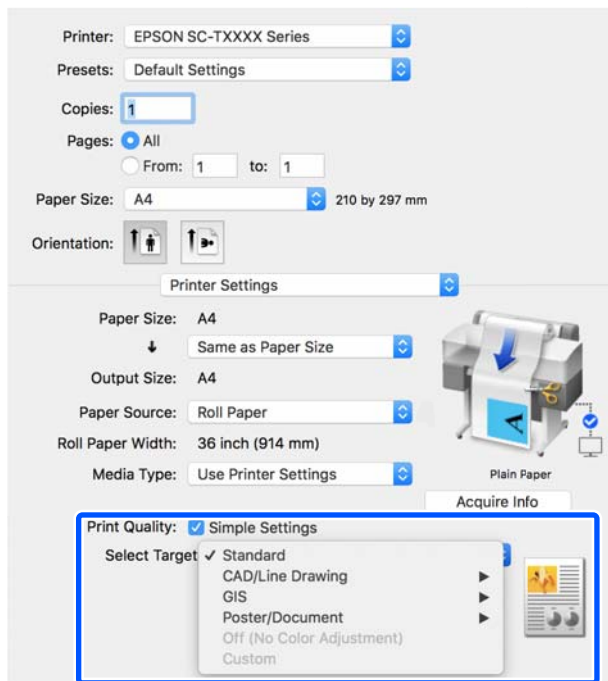 Printer: EPSON SC-TXXXX Series
Presets: Default Settings
Copies: 1
Pages: All
From: 1 to: 1
Paper Size: A4 210 by 297 mm
Orientation:
Printer Settings
Paper Size: A4
Same as Paper Size
Output Size: A4
Paper Source: Roll Paper
Roll Paper Width: 36 inch (914 mm)
Media Type: Use Printer Settings
Plain Paper
Acquire Info
Print Quality: Simple Settings
Select Target
Standard
CAD/Line Drawing
GIS
Poster/Document
Off (No Color Adjustment)
Custom